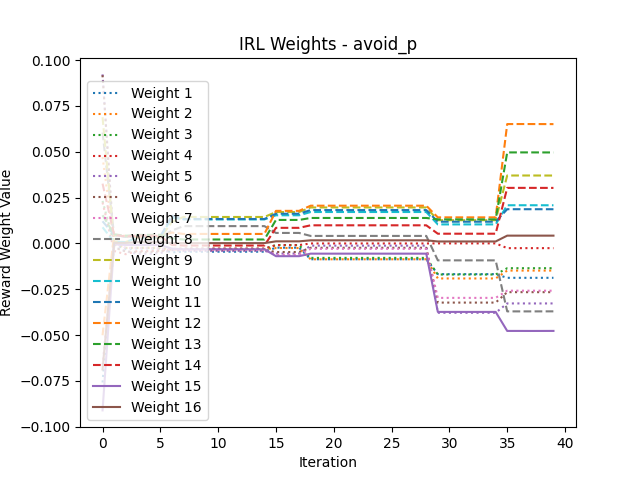 IRL Weights - avoid_p
Reward Weight Value
0.100
0.075
0.050
0.025
0.000
−0.025
−0.050
−0.075
−0.100
Weight 1
Weight 2
Weight 3
Weight 4
Weight 5
Weight 6
Weight 7
Weight 8
Weight 9
Weight 10
Weight 11
Weight 12
Weight 13
Weight 14
Weight 15
Weight 16
0 5 10 15 20 25 30 35 40
Iteration